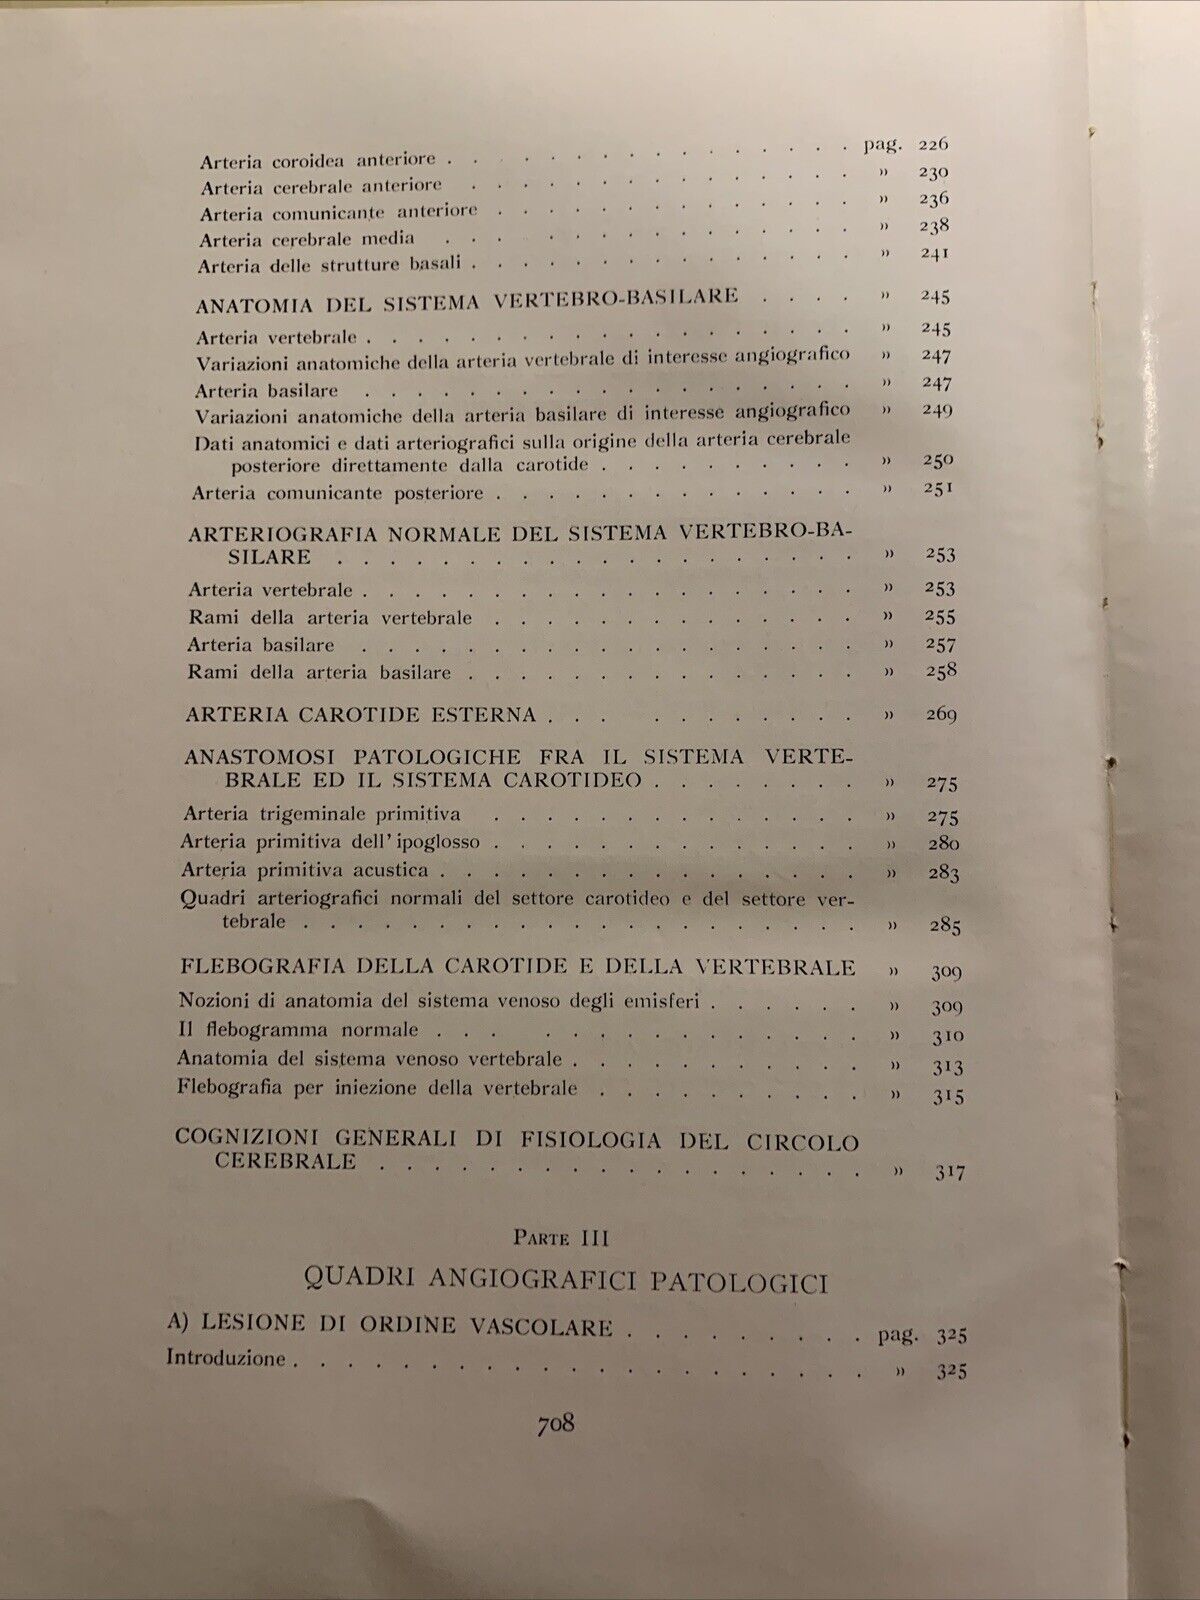 Arteria coroidea anteriore . . . . . . . . . . . . . . pag. 226
Arteria cerebrale anteriore . . . . . . . . . . . . . . » 230
Arteria comunicante anteriore . . . . . . . . . . . . . » 236
Arteria cerebrale media . . . . . . . . . . . . . . » 238
Arteria delle strutture basali . . . . . . . . . . . . . . » 241
ANATOMIA DEL SISTEMA VERTEBRO-BASILARE . . . . » 245
Arteria vertebrale . . . . . . . . . . . . . . . . . . » 245
Variazioni anatomiche della arteria vertebrale di interesse angiografico » 247
Arteria basilare . . . . . . . . . . . . . . . . . . » 247
Variazioni anatomiche della arteria basilare di interesse angiografico » 249
Dati anatomici e dati arteriografici sulla origine della arteria cerebrale
posteriore direttamente dalla carotide . . . . . . . . . . » 250
Arteria comunicante posteriore . . . . . . . . . . . . . . » 251
ARTERIOGRAFIA NORMALE DEL SISTEMA VERTEBRO-BA-
SILARE . . . . . . . . . . . . . . . . . . . . » 253
Arteria vertebrale . . . . . . . . . . . . . . . . . . . » 253
Rami della arteria vertebrale . . . . . . . . . . . . . . » 255
Arteria basilare . . . . . . . . . . . . . . . . . . . » 257
Rami della arteria basilare . . . . . . . . . . . . . . . » 258
ARTERIA CAROTIDE ESTERNA . . . . . . . . . . . » 269
ANASTOMOSI PATOLOGICHE FRA IL SISTEMA VERTE-
BRALE ED IL SISTEMA CAROTIDEO . . . . . . . . » 275
Arteria trigeminale primitiva . . . . . . . . . . . . . . » 275
Arteria primitiva dell' ipoglosso . . . . . . . . . . . . . . » 280
Arteria primitiva acustica . . . . . . . . . . . . . . . . » 283
Quadri arteriografici normali del settore carotideo e del settore ver-
tebrale . . . . . . . . . . . . . . . . . . . . . » 285
FLEBOGRAFIA DELLA CAROTIDE E DELLA VERTEBRALE » 309
Nozioni di anatomia del sistema venoso degli emisferi . . . . . . » 309
Il flebogramma normale . . . . . . . . . . . . . . . » 310
Anatomia del sistema venoso vertebrale . . . . . . . . . . . » 313
Flebografia per iniezione della vertebrale . . . . . . . . . . » 315
COGNIZIONI GENERALI DI FISIOLOGIA DEL CIRCOLO
CEREBRALE . . . . . . . . . . . . . . . . . . » 317
PARTE III
QUADRI ANGIOGRAFICI PATOLOGICI
A) LESIONE DI ORDINE VASCOLARE . . . . . . . . . pag. 325
Introduzione . . . . . . . . . . . . . . . . . . . . . » 325
708